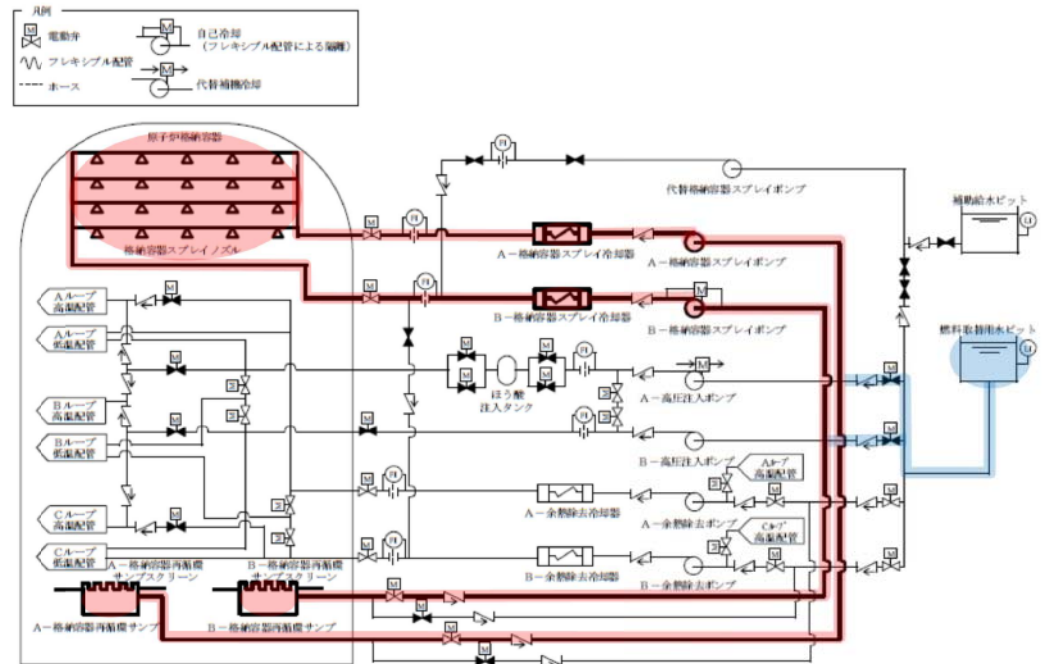 凡例
M
電動弁
フレキシブル配管
ホース
M
自己冷却
(フレキシブル配管による隔離)
M
代替補機冷却
原子炉格納容器
格納容器スプレイノズル
FI
代替格納容器スプレイポンプ
補助給水ピット
LI
M
FI
A-格納容器スプレイ冷却器
A-格納容器スプレイポンプ
M
FI
B-格納容器スプレイ冷却器
M
B-格納容器スプレイポンプ
燃料取替用水ピット
LI
Aループ
高温配管
M
Aループ
低温配管
M
M
M
ほう酸
注入タンク
M
M
FI
M
A-高圧注入ポンプ
M
M
M
Bループ
高温配管
M
M
Bループ
低温配管
M
M
FI
B-高圧注入ポンプ
M
M
FI
A-余熱除去冷却器
A-余熱除去ポンプ
Aループ
高温配管
M
M
M
Cループ
高温配管
M
M
Cループ
低温配管
M
M
FI
B-余熱除去冷却器
B-余熱除去ポンプ
Cループ
高温配管
M
M
M
A-格納容器再循環
サンプスクリーン
B-格納容器再循環
サンプスクリーン
A-格納容器再循環サンプ
B-格納容器再循環サンプ
M
M
M
M